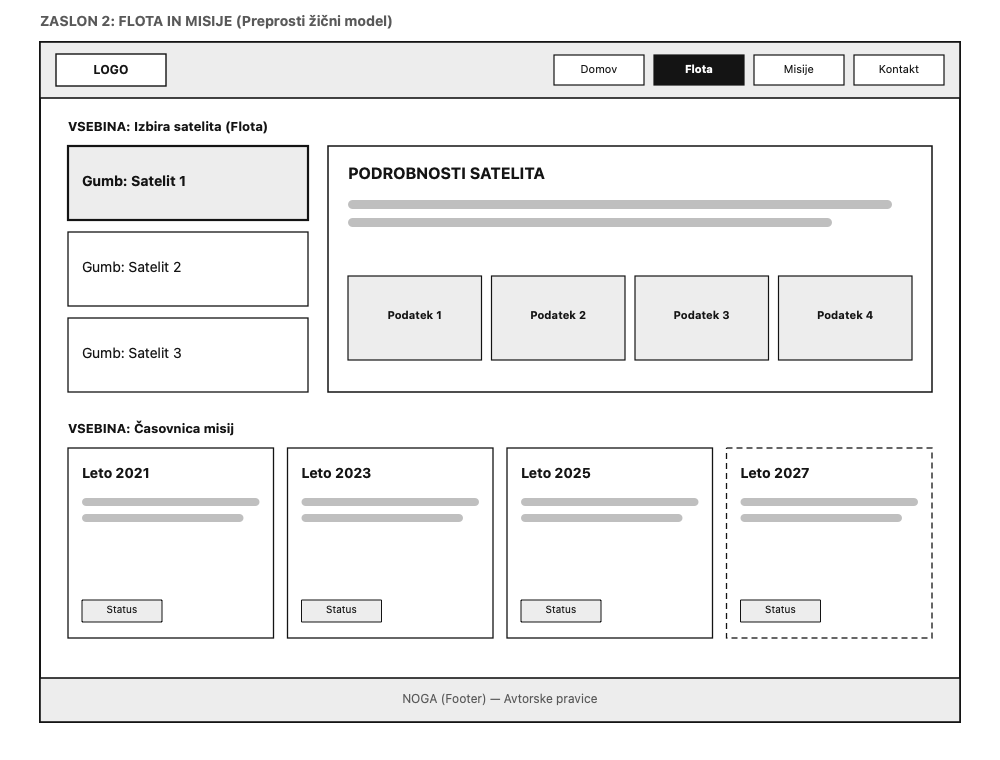 ZASLON 2: FLOTA IN MISIJE (Preprosti žični model)
LOGO
Domov
Flota
Misije
Kontakt
VSEBINA: Izbira satelita (Flota)
Gumb: Satelit 1
Gumb: Satelit 2
Gumb: Satelit 3
PODROBNOSTI SATELITA
Podatek 1
Podatek 2
Podatek 3
Podatek 4
VSEBINA: Časovnica misij
Leto 2021
Status
Leto 2023
Status
Leto 2025
Status
Leto 2027
Status
NOGA (Footer) — Avtorske pravice